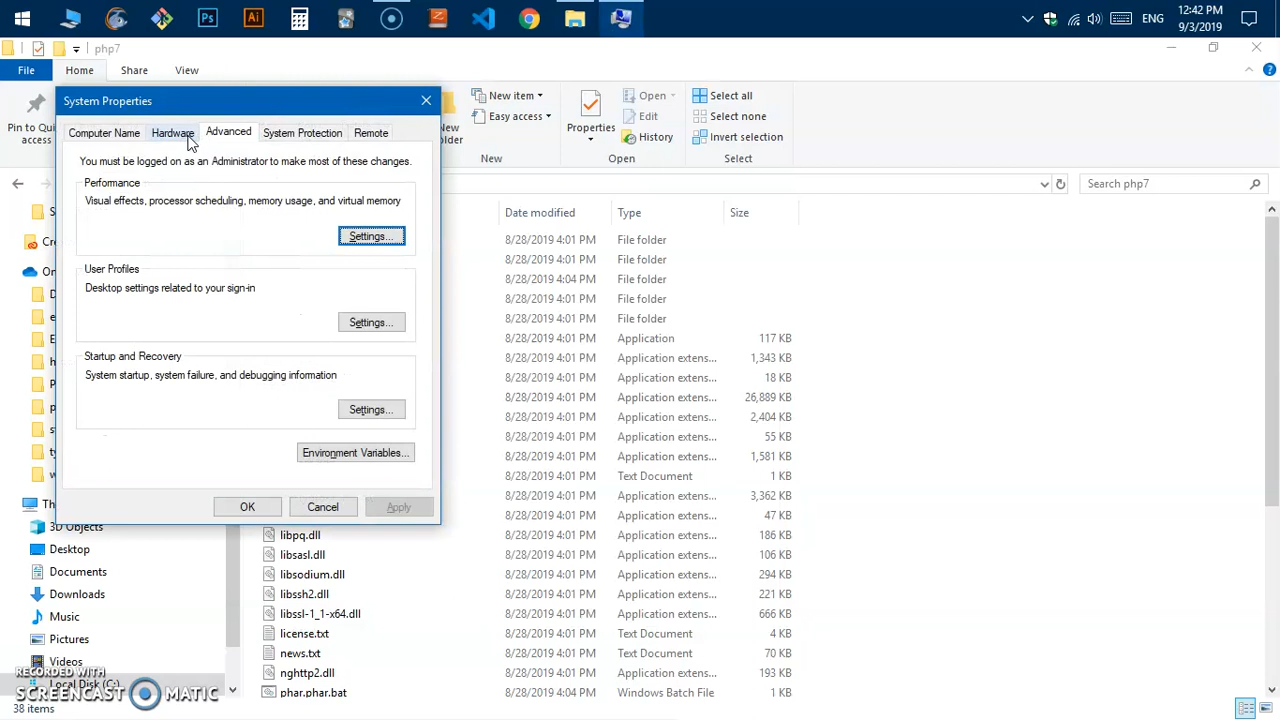 Ps
Ai
ENG
12:42 PM
9/3/2019
php7
File
Home
Share
View
System Properties
Computer Name
Hardware
Advanced
System Protection
Remote
You must be logged on as an Administrator to make most of these changes.
Performance
Visual effects, processor scheduling, memory usage, and virtual memory
Settings...
User Profiles
Desktop settings related to your sign-in
Settings...
Startup and Recovery
System startup, system failure, and debugging information
Settings...
Environment Variables...
OK
Cancel
Apply
Pin to Quic
access
New
folder
New item
Easy access
New
Properties
Open
Edit
History
Open
Select all
Select none
Invert selection
Select
Search php7
Date modified Type Size
8/28/2019 4:01 PM File folder
8/28/2019 4:01 PM File folder
8/28/2019 4:04 PM File folder
8/28/2019 4:01 PM File folder
8/28/2019 4:01 PM File folder
8/28/2019 4:01 PM Application 117 KB
8/28/2019 4:01 PM Application extens... 1,343 KB
8/28/2019 4:01 PM Application extens... 18 KB
8/28/2019 4:01 PM Application extens... 26,889 KB
8/28/2019 4:01 PM Application extens... 2,404 KB
8/28/2019 4:01 PM Application extens... 55 KB
8/28/2019 4:01 PM Application extens... 1,581 KB
8/28/2019 4:01 PM Text Document 1 KB
8/28/2019 4:01 PM Application extens... 3,362 KB
8/28/2019 4:01 PM Application extens... 47 KB
libpq.dll 8/28/2019 4:01 PM Application extens... 186 KB
libsasl.dll 8/28/2019 4:01 PM Application extens... 106 KB
libsodium.dll 8/28/2019 4:01 PM Application extens... 294 KB
libssh2.dll 8/28/2019 4:01 PM Application extens... 221 KB
libssl-1_1-x64.dll 8/28/2019 4:01 PM Application extens... 666 KB
license.txt 8/28/2019 4:01 PM Text Document 4 KB
news.txt 8/28/2019 4:01 PM Text Document 70 KB
nghttp2.dll 8/28/2019 4:01 PM Application extens... 193 KB
phar.phar.bat 8/28/2019 4:04 PM Windows Batch File 1 KB
3D Objects
Desktop
Documents
Downloads
Music
Pictures
Videos
Local Disk (C:)
RECORDED WITH
SCREENCAST MATIC
38 items